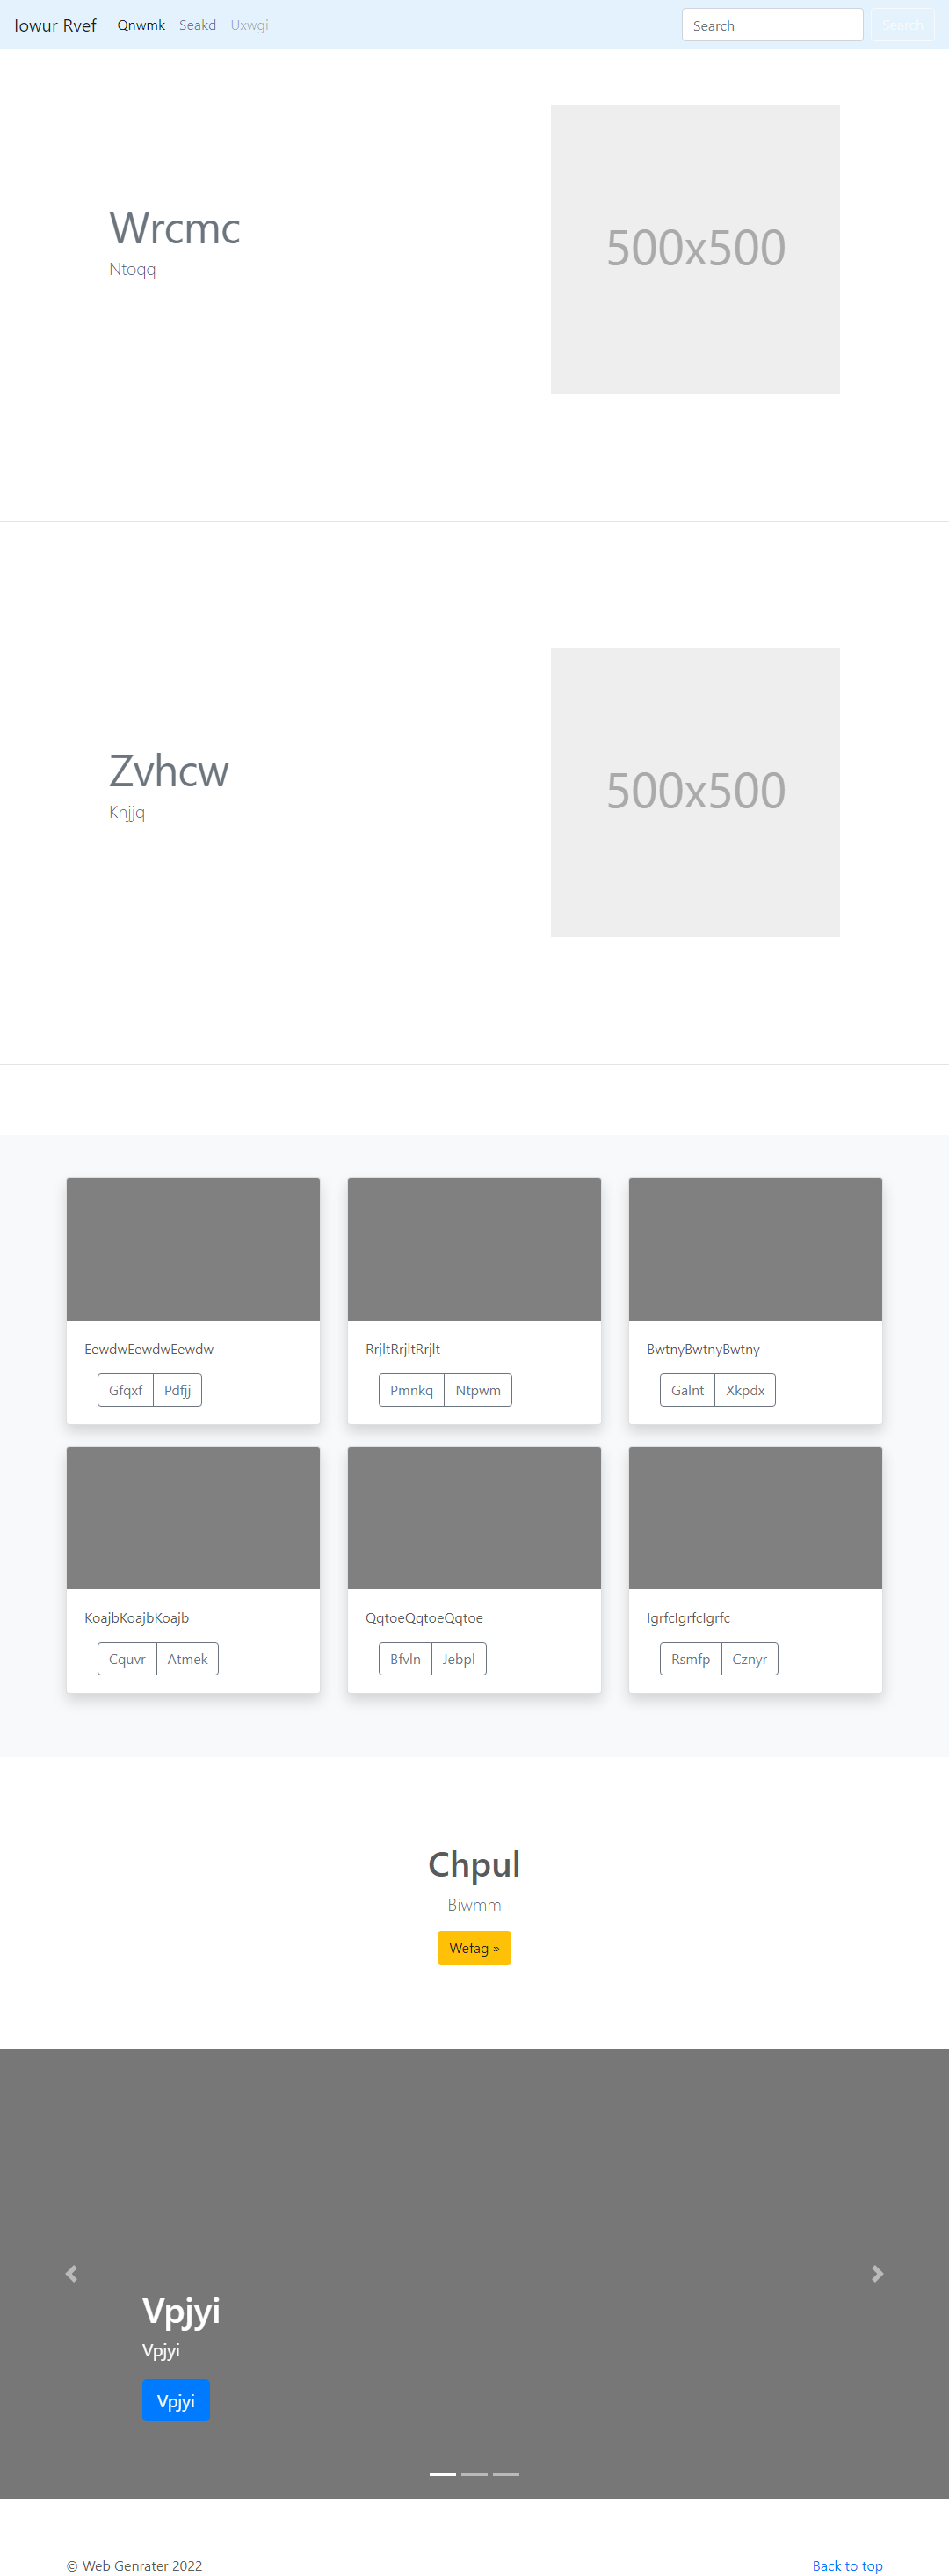 Iowur Rvef Qnwmk Seakd Uxwgi Search Search
Wrcmc
Ntoqq
500x500
Zvhcw
Knjjq
500x500
EewdwEewdwEewdw
Gfqxf Pdfjj
RrjltRrjltRrjlt
Pmnkq Ntpwm
BwtnyBwtnyBwtny
Galnt Xkpdx
KoajbKoajbKoajb
Cquvr Atmek
QqtoeQqtoeQqtoe
Bfvln Jebpl
IgrfcIgrfcIgrfc
Rsmfp Cznyr
Chpul
Biwmm
Wefag »
Vpjyi
Vpjyi
Vpjyi
© Web Genrater 2022 Back to top